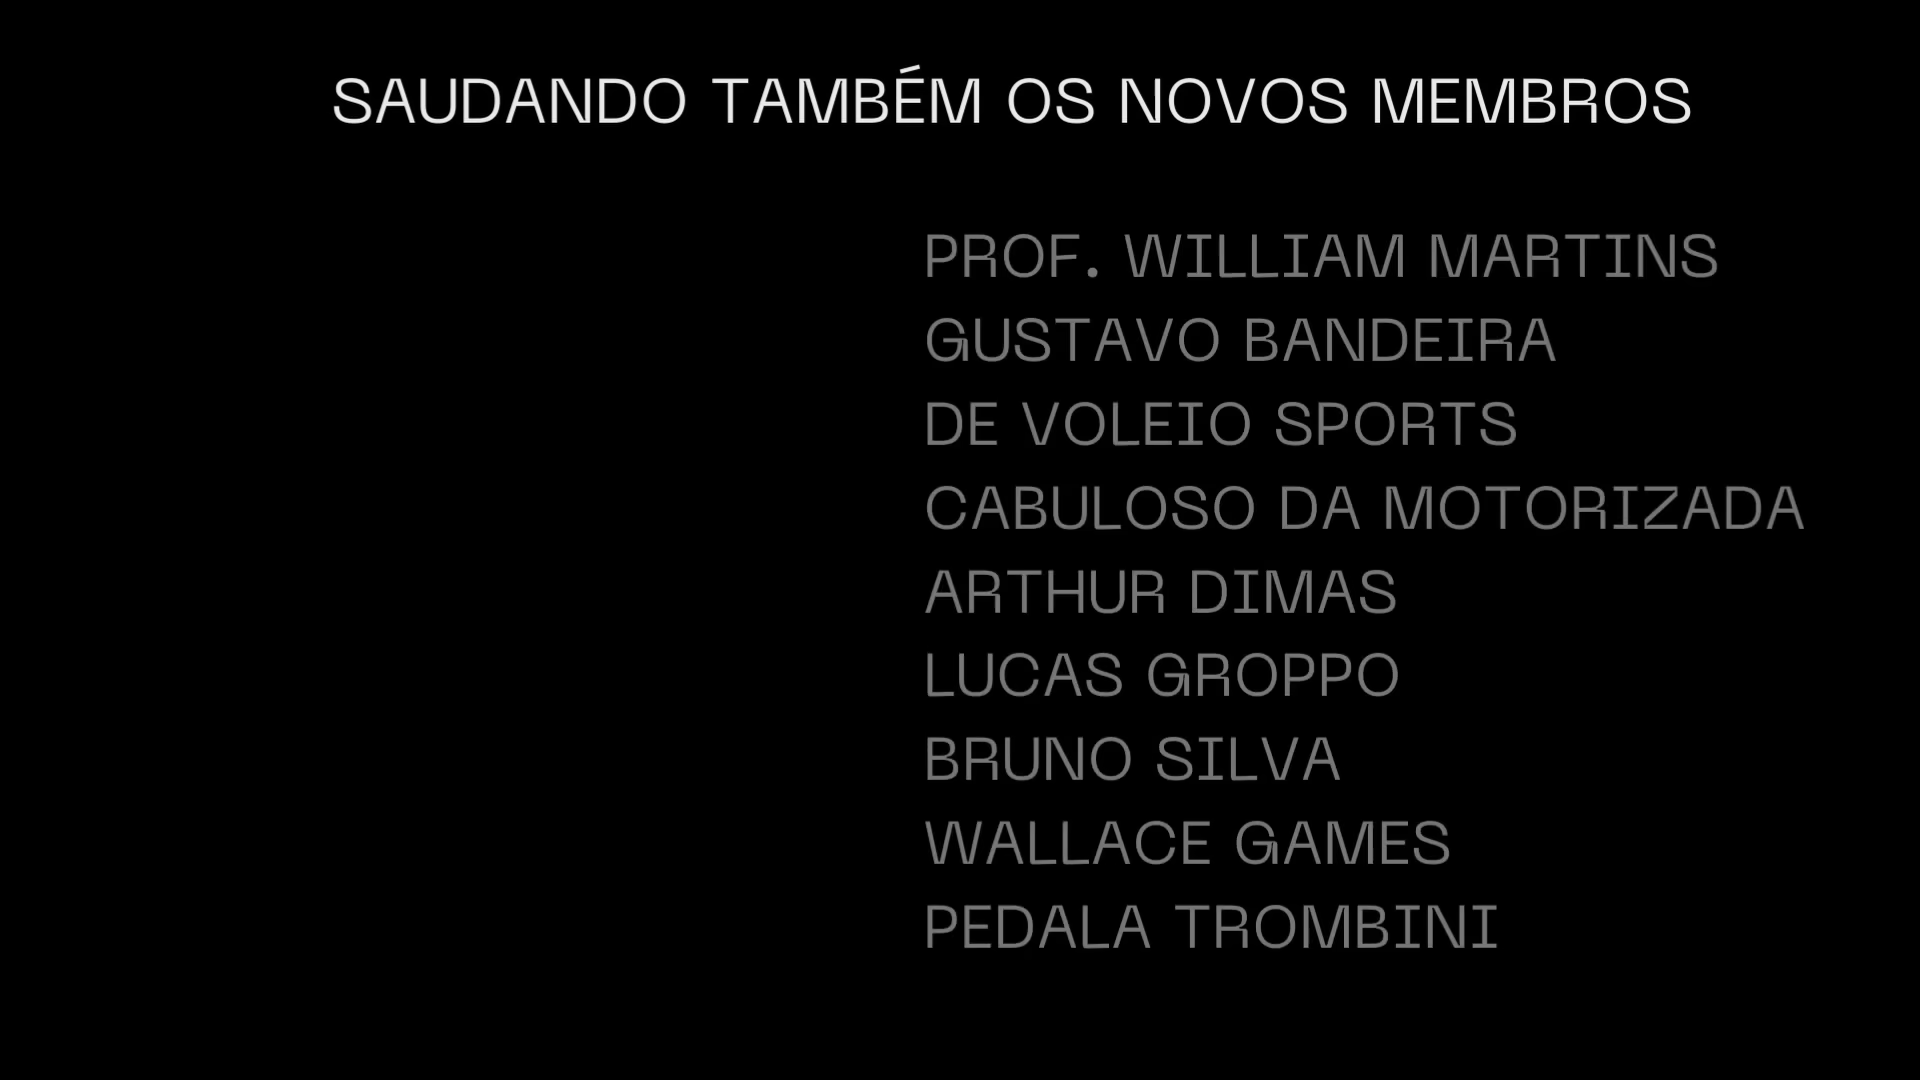 SAUDANDO TAMBÉM OS NOVOS MEMBROS
PROF. WILLIAM MARTINS
GUSTAVO BANDEIRA
DE VOLEIO SPORTS
CABULOSO DA MOTORIZADA
ARTHUR DIMAS
LUCAS GROPPO
BRUNO SILVA
WALLACE GAMES
PEDALA TROMBINI